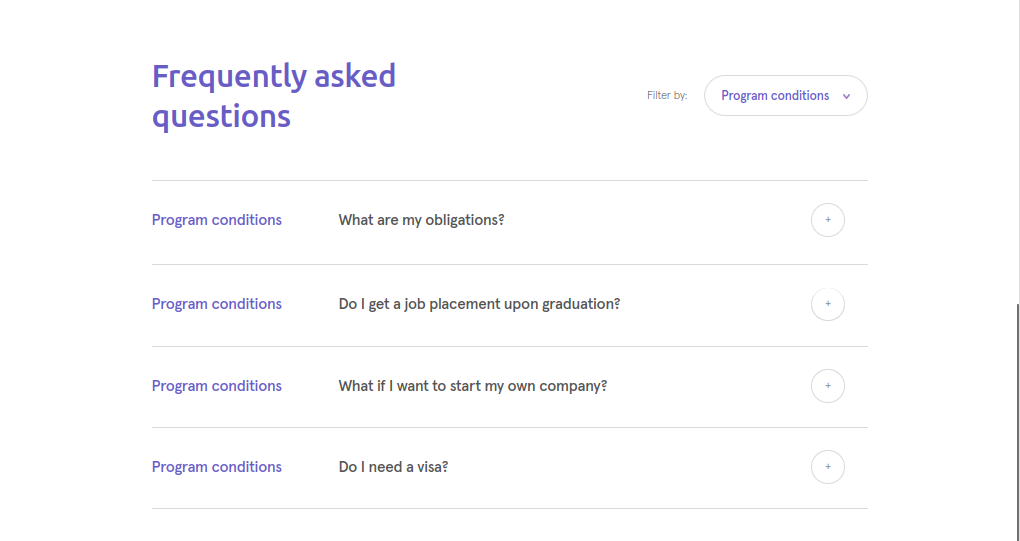 Frequently asked
questions
Filter by:
Program conditions
Program conditions
What are my obligations?
+
Program conditions
Do I get a job placement upon graduation?
+
Program conditions
What if I want to start my own company?
+
Program conditions
Do I need a visa?
+